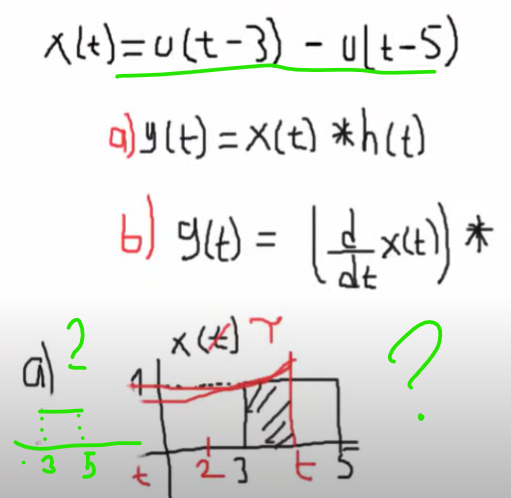 x(t)=u(t-3) - u(t-5)
a) y(t)=x(t) *h(t)
b) y(t) = (d/dt x(t)) *
a) ? x(t) τ ?
1
3 5 t 2 3 t 5